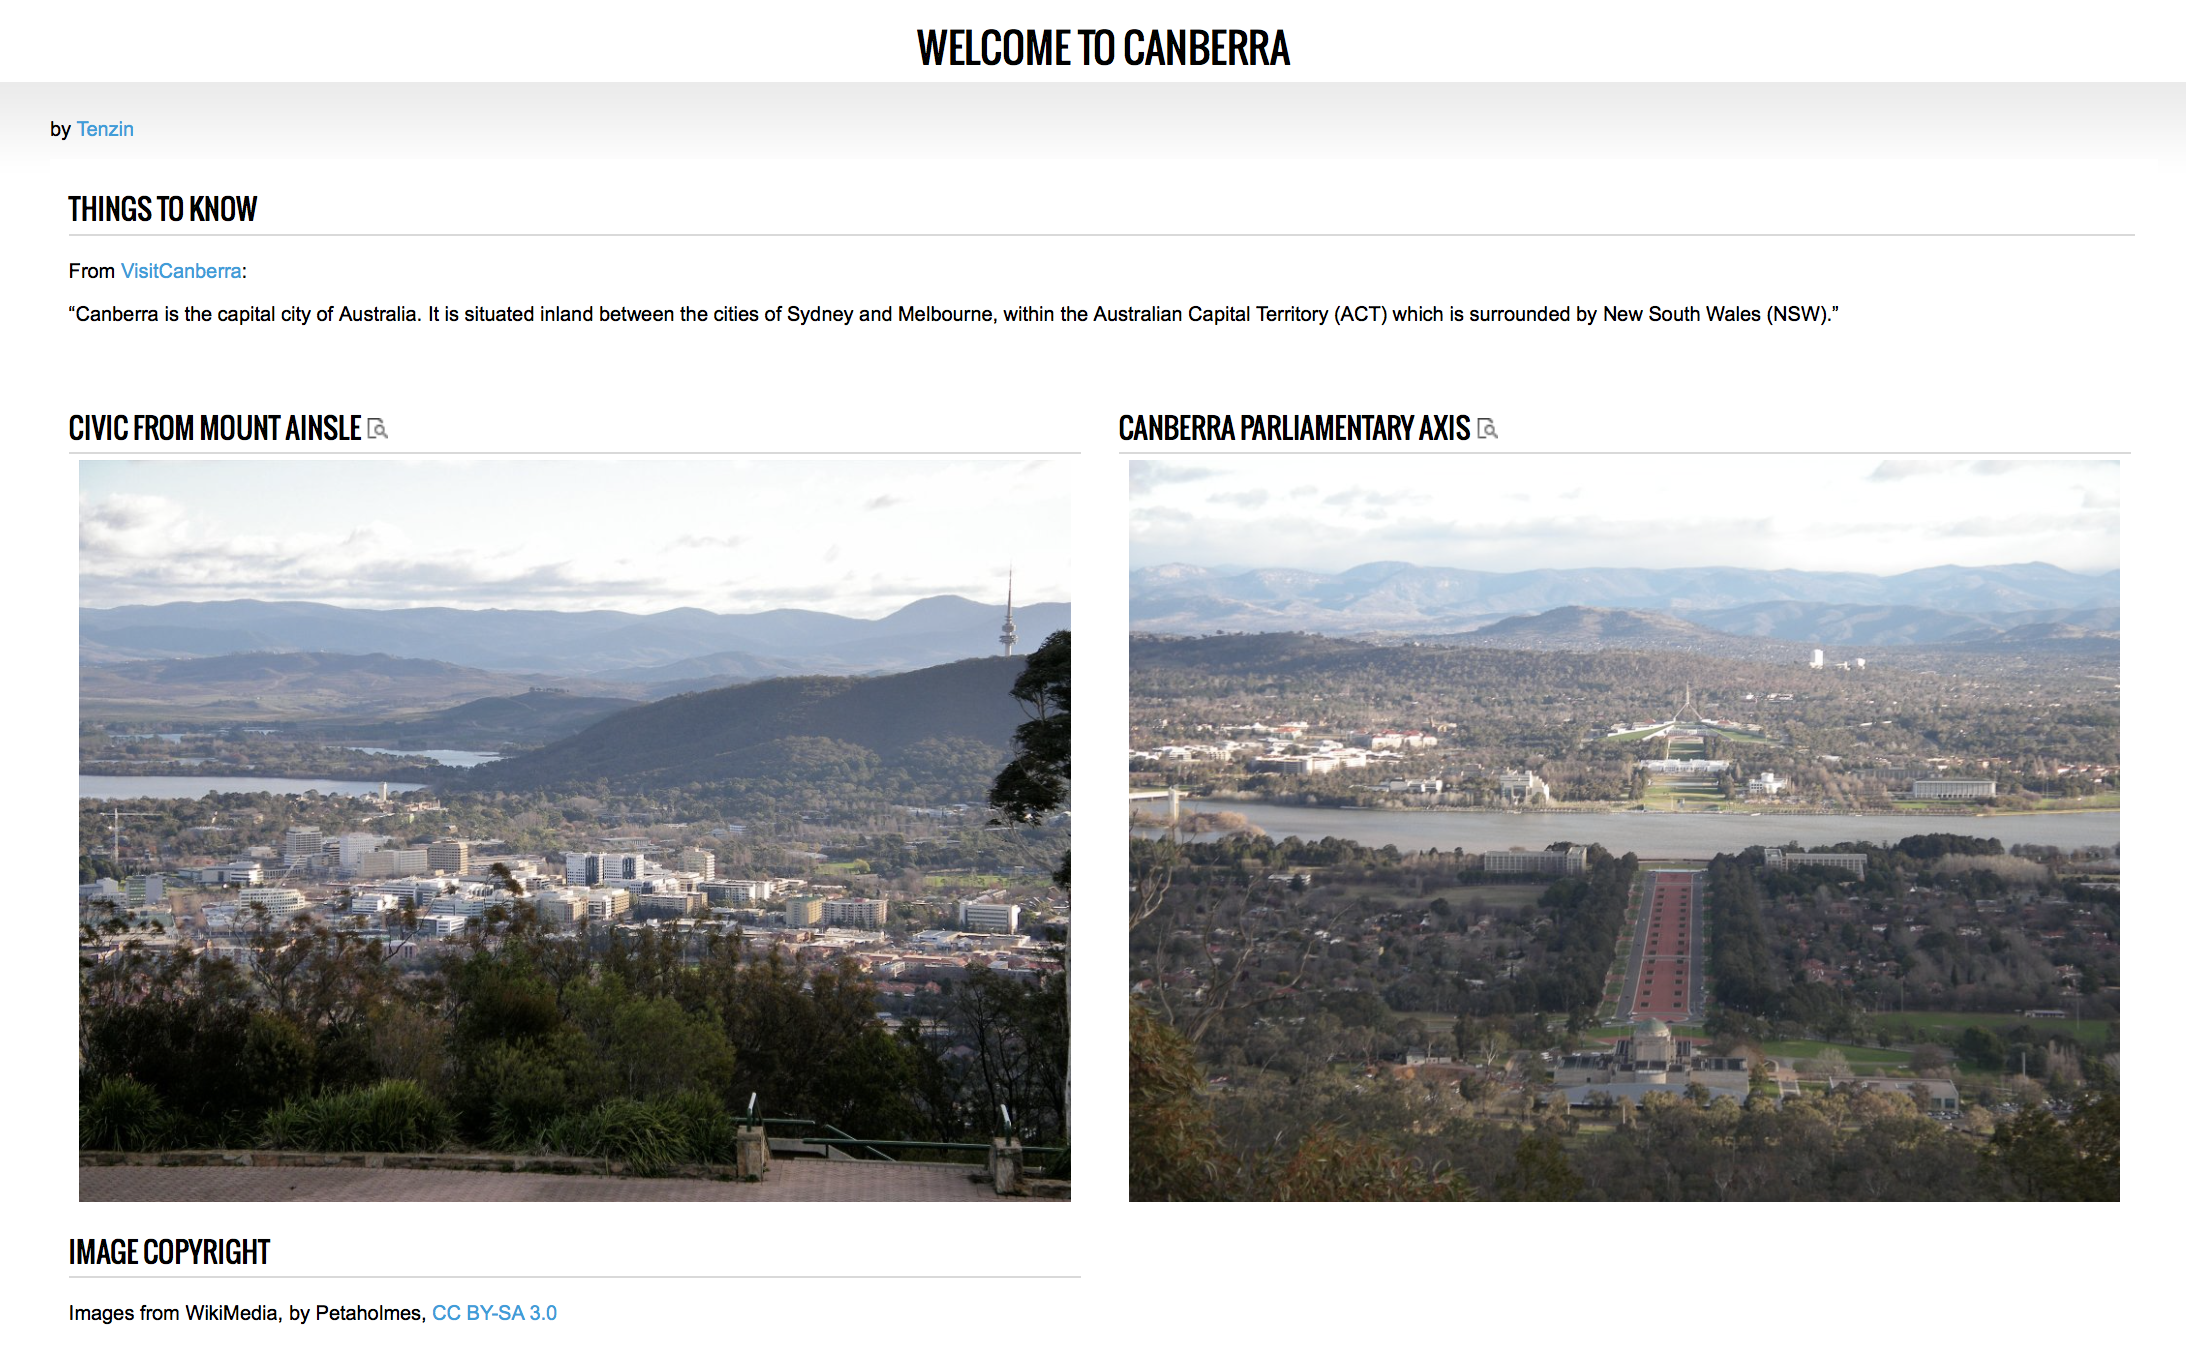 WELCOME TO CANBERRA
by Tenzin
THINGS TO KNOW
From VisitCanberra:
“Canberra is the capital city of Australia. It is situated inland between the cities of Sydney and Melbourne, within the Australian Capital Territory (ACT) which is surrounded by New South Wales (NSW).”
CIVIC FROM MOUNT AINSLE
CANBERRA PARLIAMENTARY AXIS
IMAGE COPYRIGHT
Images from WikiMedia, by Petaholmes, CC BY-SA 3.0